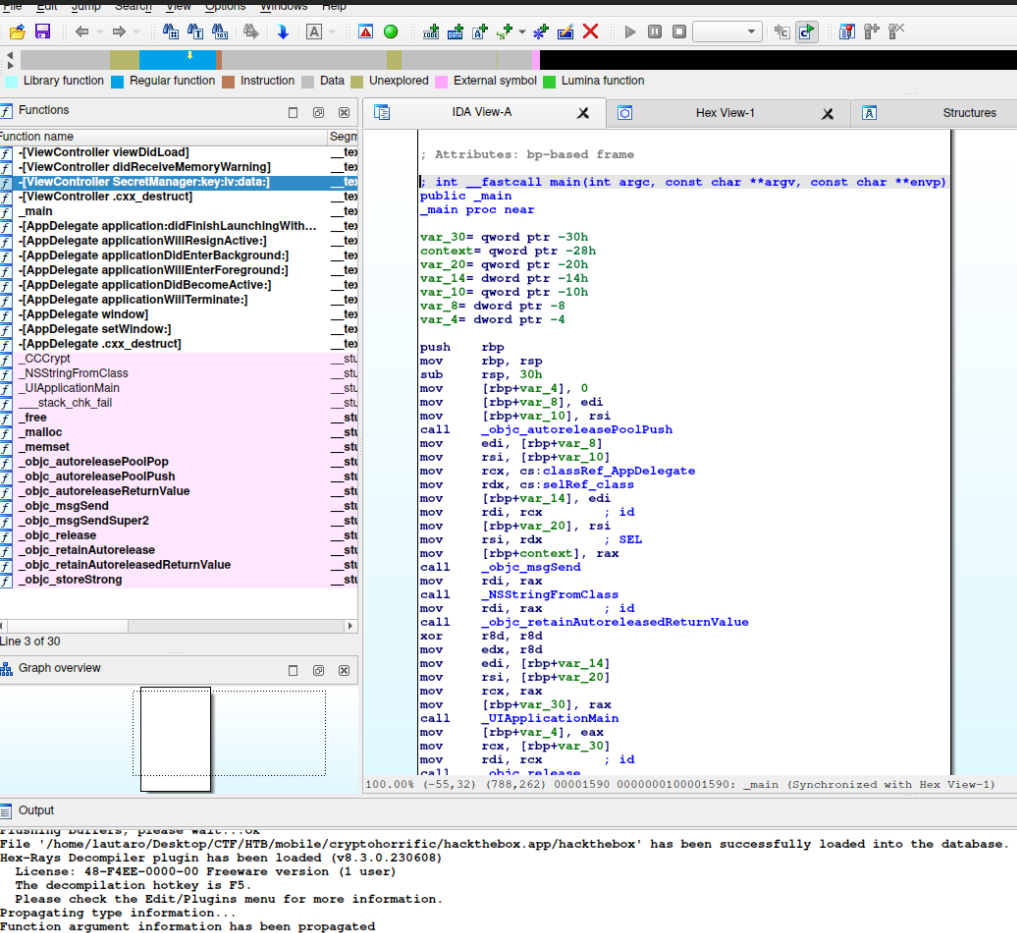 File Edit Jump Search View Options Windows Help
Library function Regular function Instruction Data Unexplored External symbol Lumina function
Functions
IDA View-A
Hex View-1
Structures
Function name Segm
-[ViewController viewDidLoad] __tex
-[ViewController didReceiveMemoryWarning] __tex
-[ViewController SecretManager:key:iv:data:] __tex
-[ViewController .cxx_destruct] __tex
_main __tex
-[AppDelegate application:didFinishLaunchingWith... __tex
-[AppDelegate applicationWillResignActive:] __tex
-[AppDelegate applicationDidEnterBackground:] __tex
-[AppDelegate applicationWillEnterForeground:] __tex
-[AppDelegate applicationDidBecomeActive:] __tex
-[AppDelegate applicationWillTerminate:] __tex
-[AppDelegate window] __tex
-[AppDelegate setWindow:] __tex
-[AppDelegate .cxx_destruct] __tex
_CCCrypt __stu
_NSStringFromClass __stu
_UIApplicationMain __stu
___stack_chk_fail __stu
_free __stu
_malloc __stu
_memset __stu
_objc_autoreleasePoolPop __stu
_objc_autoreleasePoolPush __stu
_objc_autoreleaseReturnValue __stu
_objc_msgSend __stu
_objc_msgSendSuper2 __stu
_objc_release __stu
_objc_retainAutorelease __stu
_objc_retainAutoreleasedReturnValue __stu
_objc_storeStrong __stu
Line 3 of 30
Graph overview
; Attributes: bp-based frame
; int __fastcall main(int argc, const char **argv, const char **envp)
public _main
_main proc near
var_30= qword ptr -30h
context= qword ptr -28h
var_20= qword ptr -20h
var_14= dword ptr -14h
var_10= qword ptr -10h
var_8= dword ptr -8
var_4= dword ptr -4
push rbp
mov rbp, rsp
sub rsp, 30h
mov [rbp+var_4], 0
mov [rbp+var_8], edi
mov [rbp+var_10], rsi
call _objc_autoreleasePoolPush
mov edi, [rbp+var_8]
mov rsi, [rbp+var_10]
mov rcx, cs:classRef_AppDelegate
mov rdx, cs:selRef_class
mov [rbp+var_14], edi
mov rdi, rcx ; id
mov [rbp+var_20], rsi
mov rsi, rdx ; SEL
mov [rbp+context], rax
call _objc_msgSend
mov rdi, rax
call _NSStringFromClass
mov rdi, rax ; id
call _objc_retainAutoreleasedReturnValue
xor r8d, r8d
mov edx, r8d
mov edi, [rbp+var_14]
mov rsi, [rbp+var_20]
mov rcx, rax
mov [rbp+var_30], rax
call _UIApplicationMain
mov [rbp+var_4], eax
mov rcx, [rbp+var_30]
mov rdi, rcx ; id
call _objc_release
100.00% (-55,32) (788,262) 00001590 0000000100001590: _main (Synchronized with Hex View-1)
Output
Flushing buffers, please wait...ok
File '/home/lautaro/Desktop/CTF/HTB/mobile/cryptohorrific/hackthebox.app/hackthebox' has been successfully loaded into the database.
Hex-Rays Decompiler plugin has been loaded (v8.3.0.230608)
License: 48-F4EE-0000-00 Freeware version (1 user)
The decompilation hotkey is F5.
Please check the Edit/Plugins menu for more information.
Propagating type information...
Function argument information has been propagated